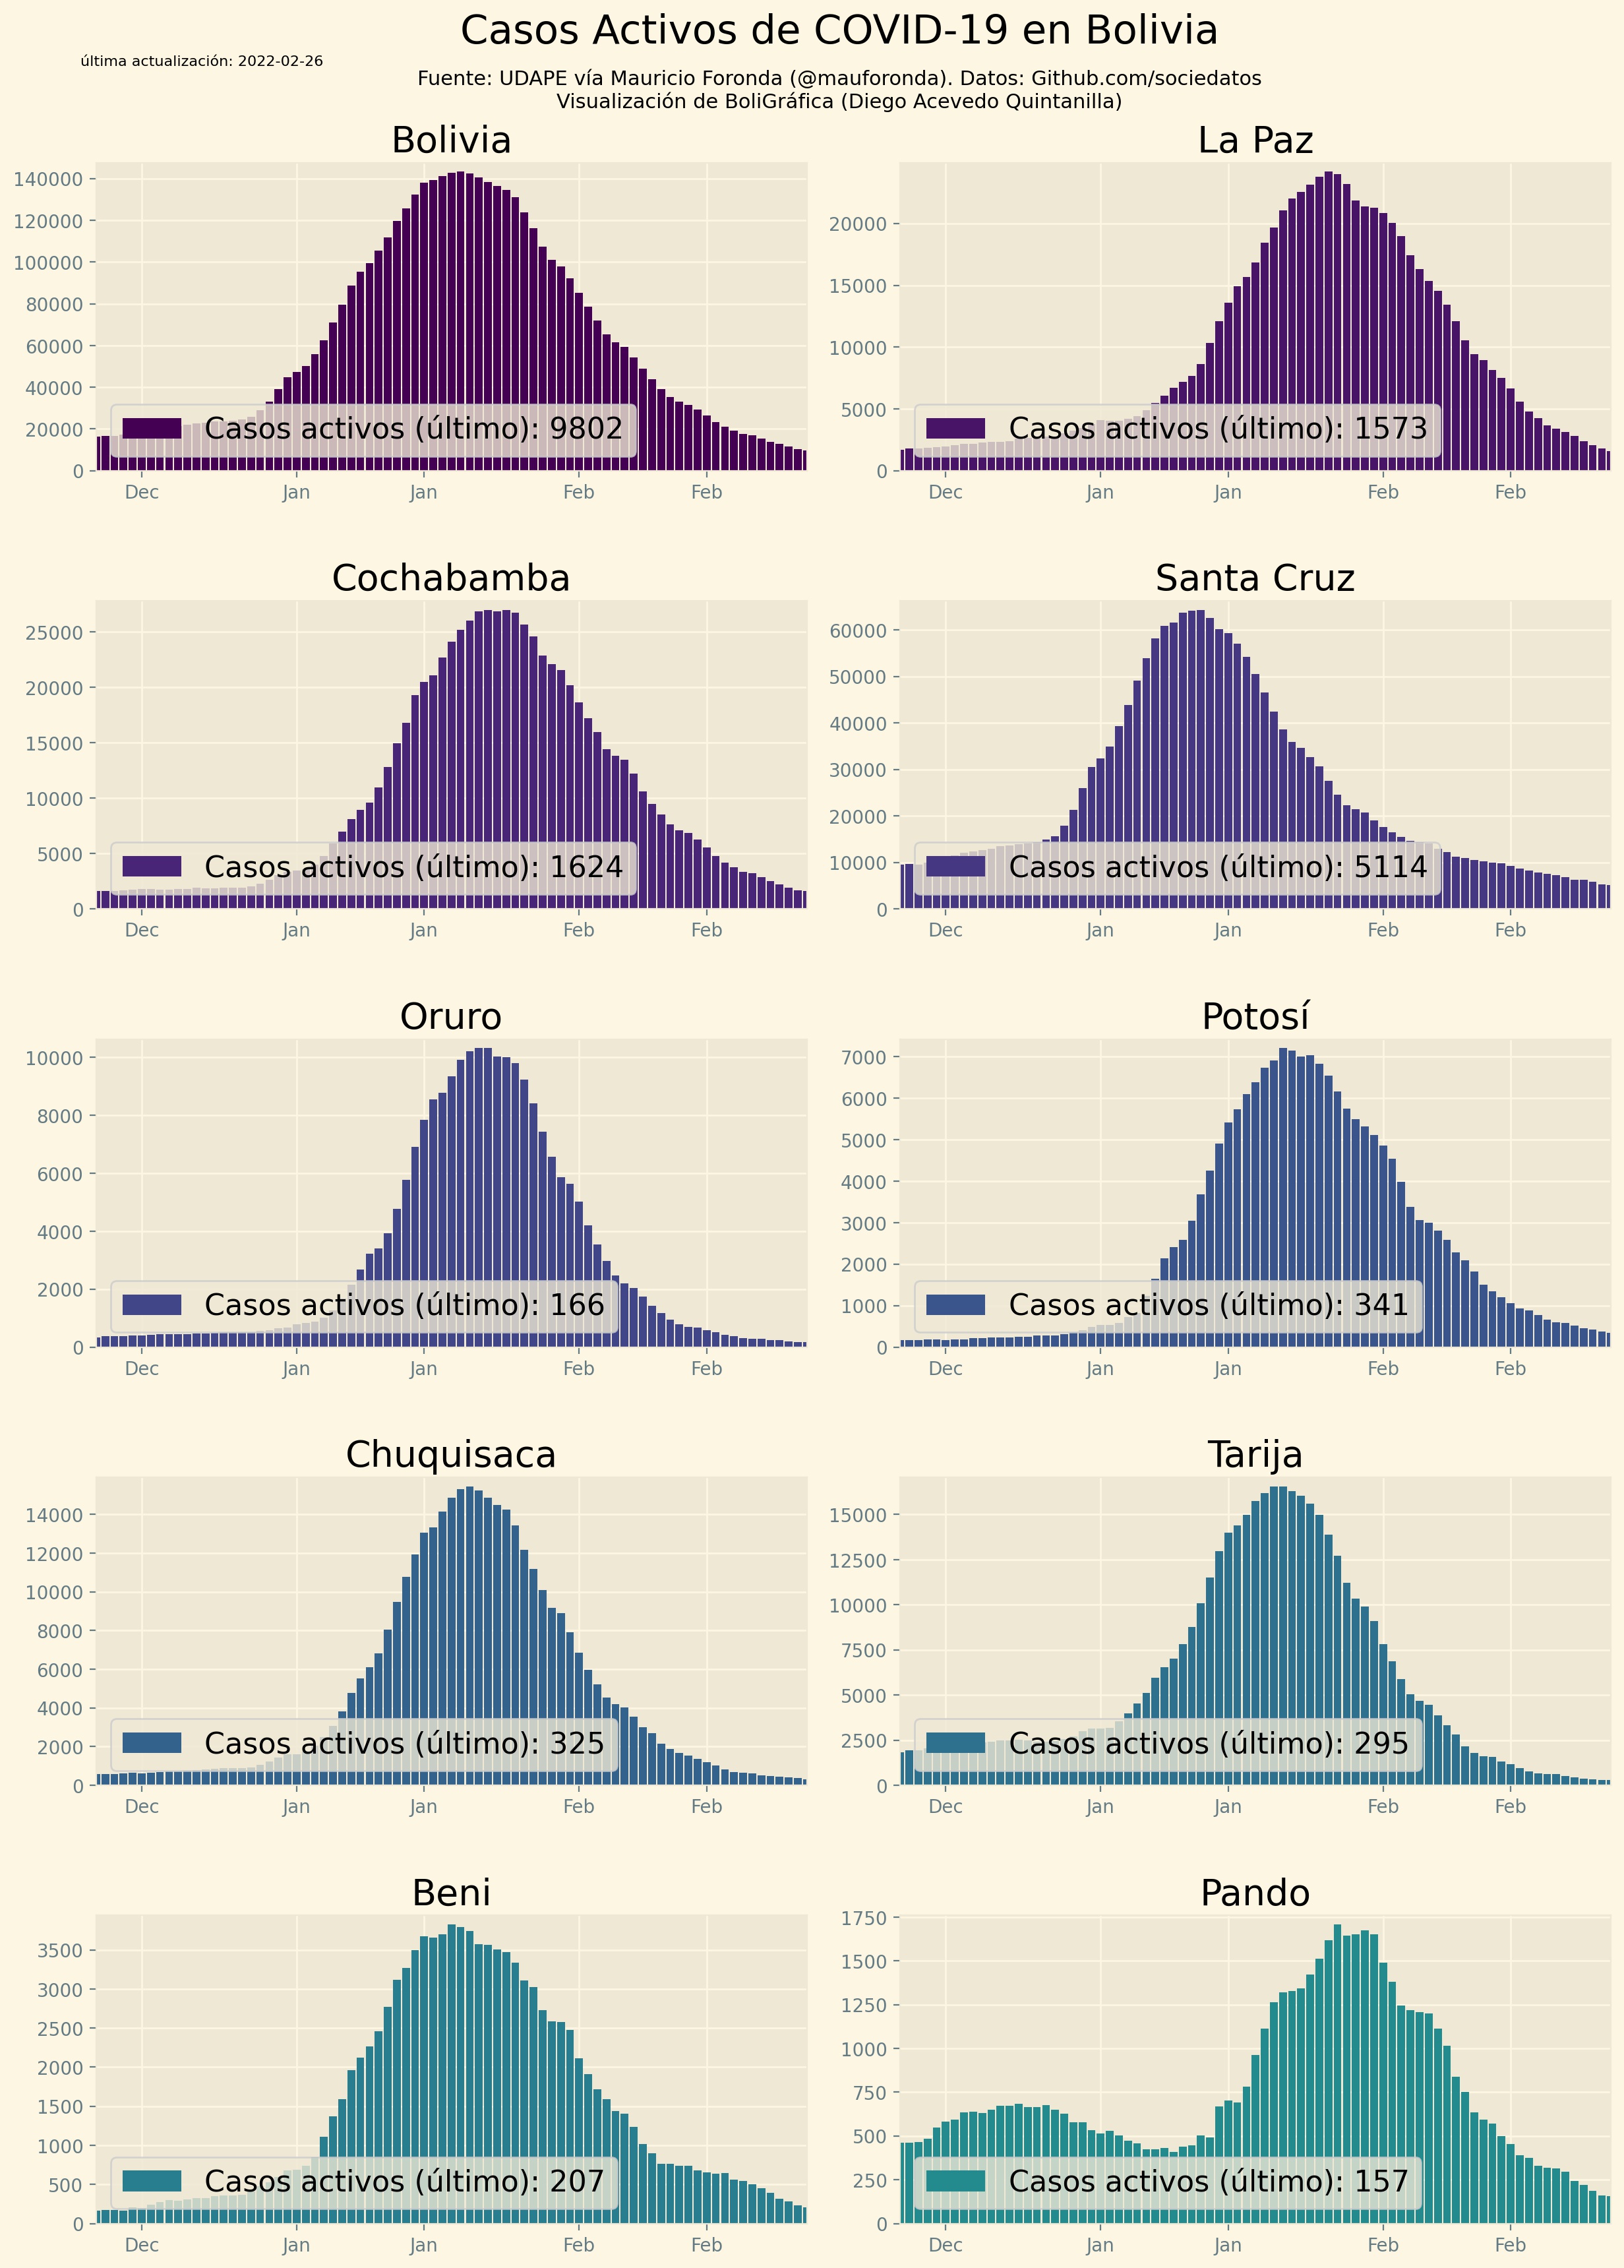 Casos Activos de COVID-19 en Bolivia
última actualización: 2022-02-26
Fuente: UDAPE vía Mauricio Foronda (@mauforonda). Datos: Github.com/sociedatos
Visualización de BoliGráfica (Diego Acevedo Quintanilla)
Bolivia
140000
120000
100000
80000
60000
40000
20000
0
Casos activos (último): 9802
Dec Jan Jan Feb Feb
La Paz
20000
15000
10000
5000
0
Casos activos (último): 1573
Dec Jan Jan Feb Feb
Cochabamba
25000
20000
15000
10000
5000
0
Casos activos (último): 1624
Dec Jan Jan Feb Feb
Santa Cruz
60000
50000
40000
30000
20000
10000
0
Casos activos (último): 5114
Dec Jan Jan Feb Feb
Oruro
10000
8000
6000
4000
2000
0
Casos activos (último): 166
Dec Jan Jan Feb Feb
Potosí
7000
6000
5000
4000
3000
2000
1000
0
Casos activos (último): 341
Dec Jan Jan Feb Feb
Chuquisaca
14000
12000
10000
8000
6000
4000
2000
0
Casos activos (último): 325
Dec Jan Jan Feb Feb
Tarija
15000
12500
10000
7500
5000
2500
0
Casos activos (último): 295
Dec Jan Jan Feb Feb
Beni
3500
3000
2500
2000
1500
1000
500
0
Casos activos (último): 207
Dec Jan Jan Feb Feb
Pando
1750
1500
1250
1000
750
500
250
0
Casos activos (último): 157
Dec Jan Jan Feb Feb